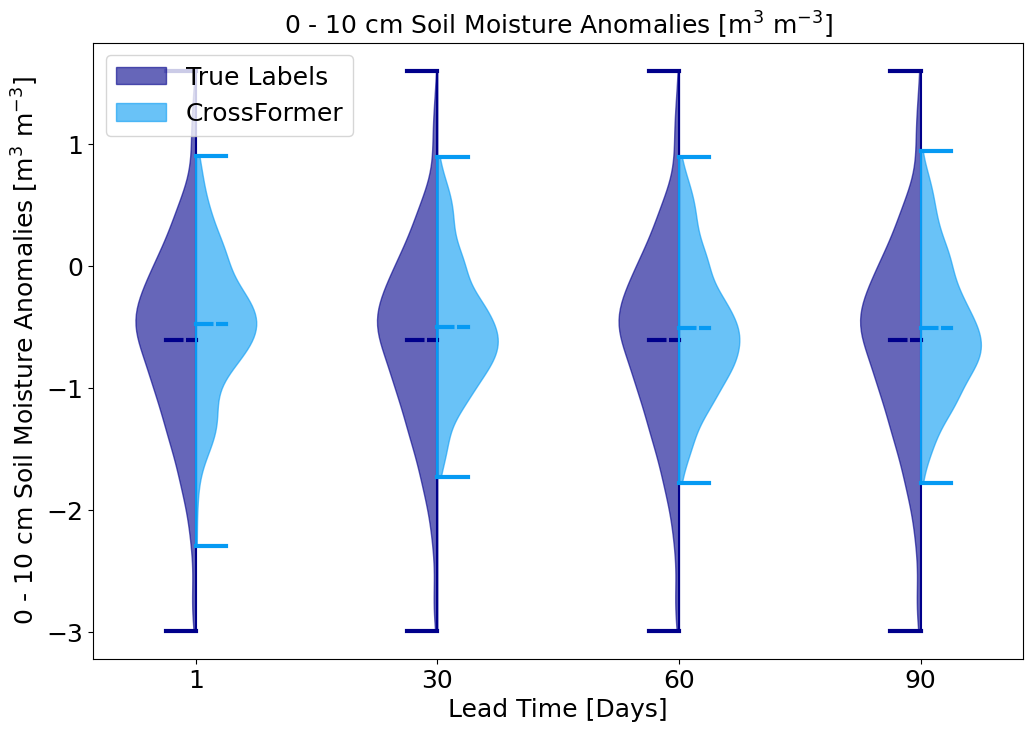 0 - 10 cm Soil Moisture Anomalies [m³ m⁻³]
True Labels
CrossFormer
0 - 10 cm Soil Moisture Anomalies [m³ m⁻³]
1
0
−1
−2
−3
1 30 60 90
Lead Time [Days]